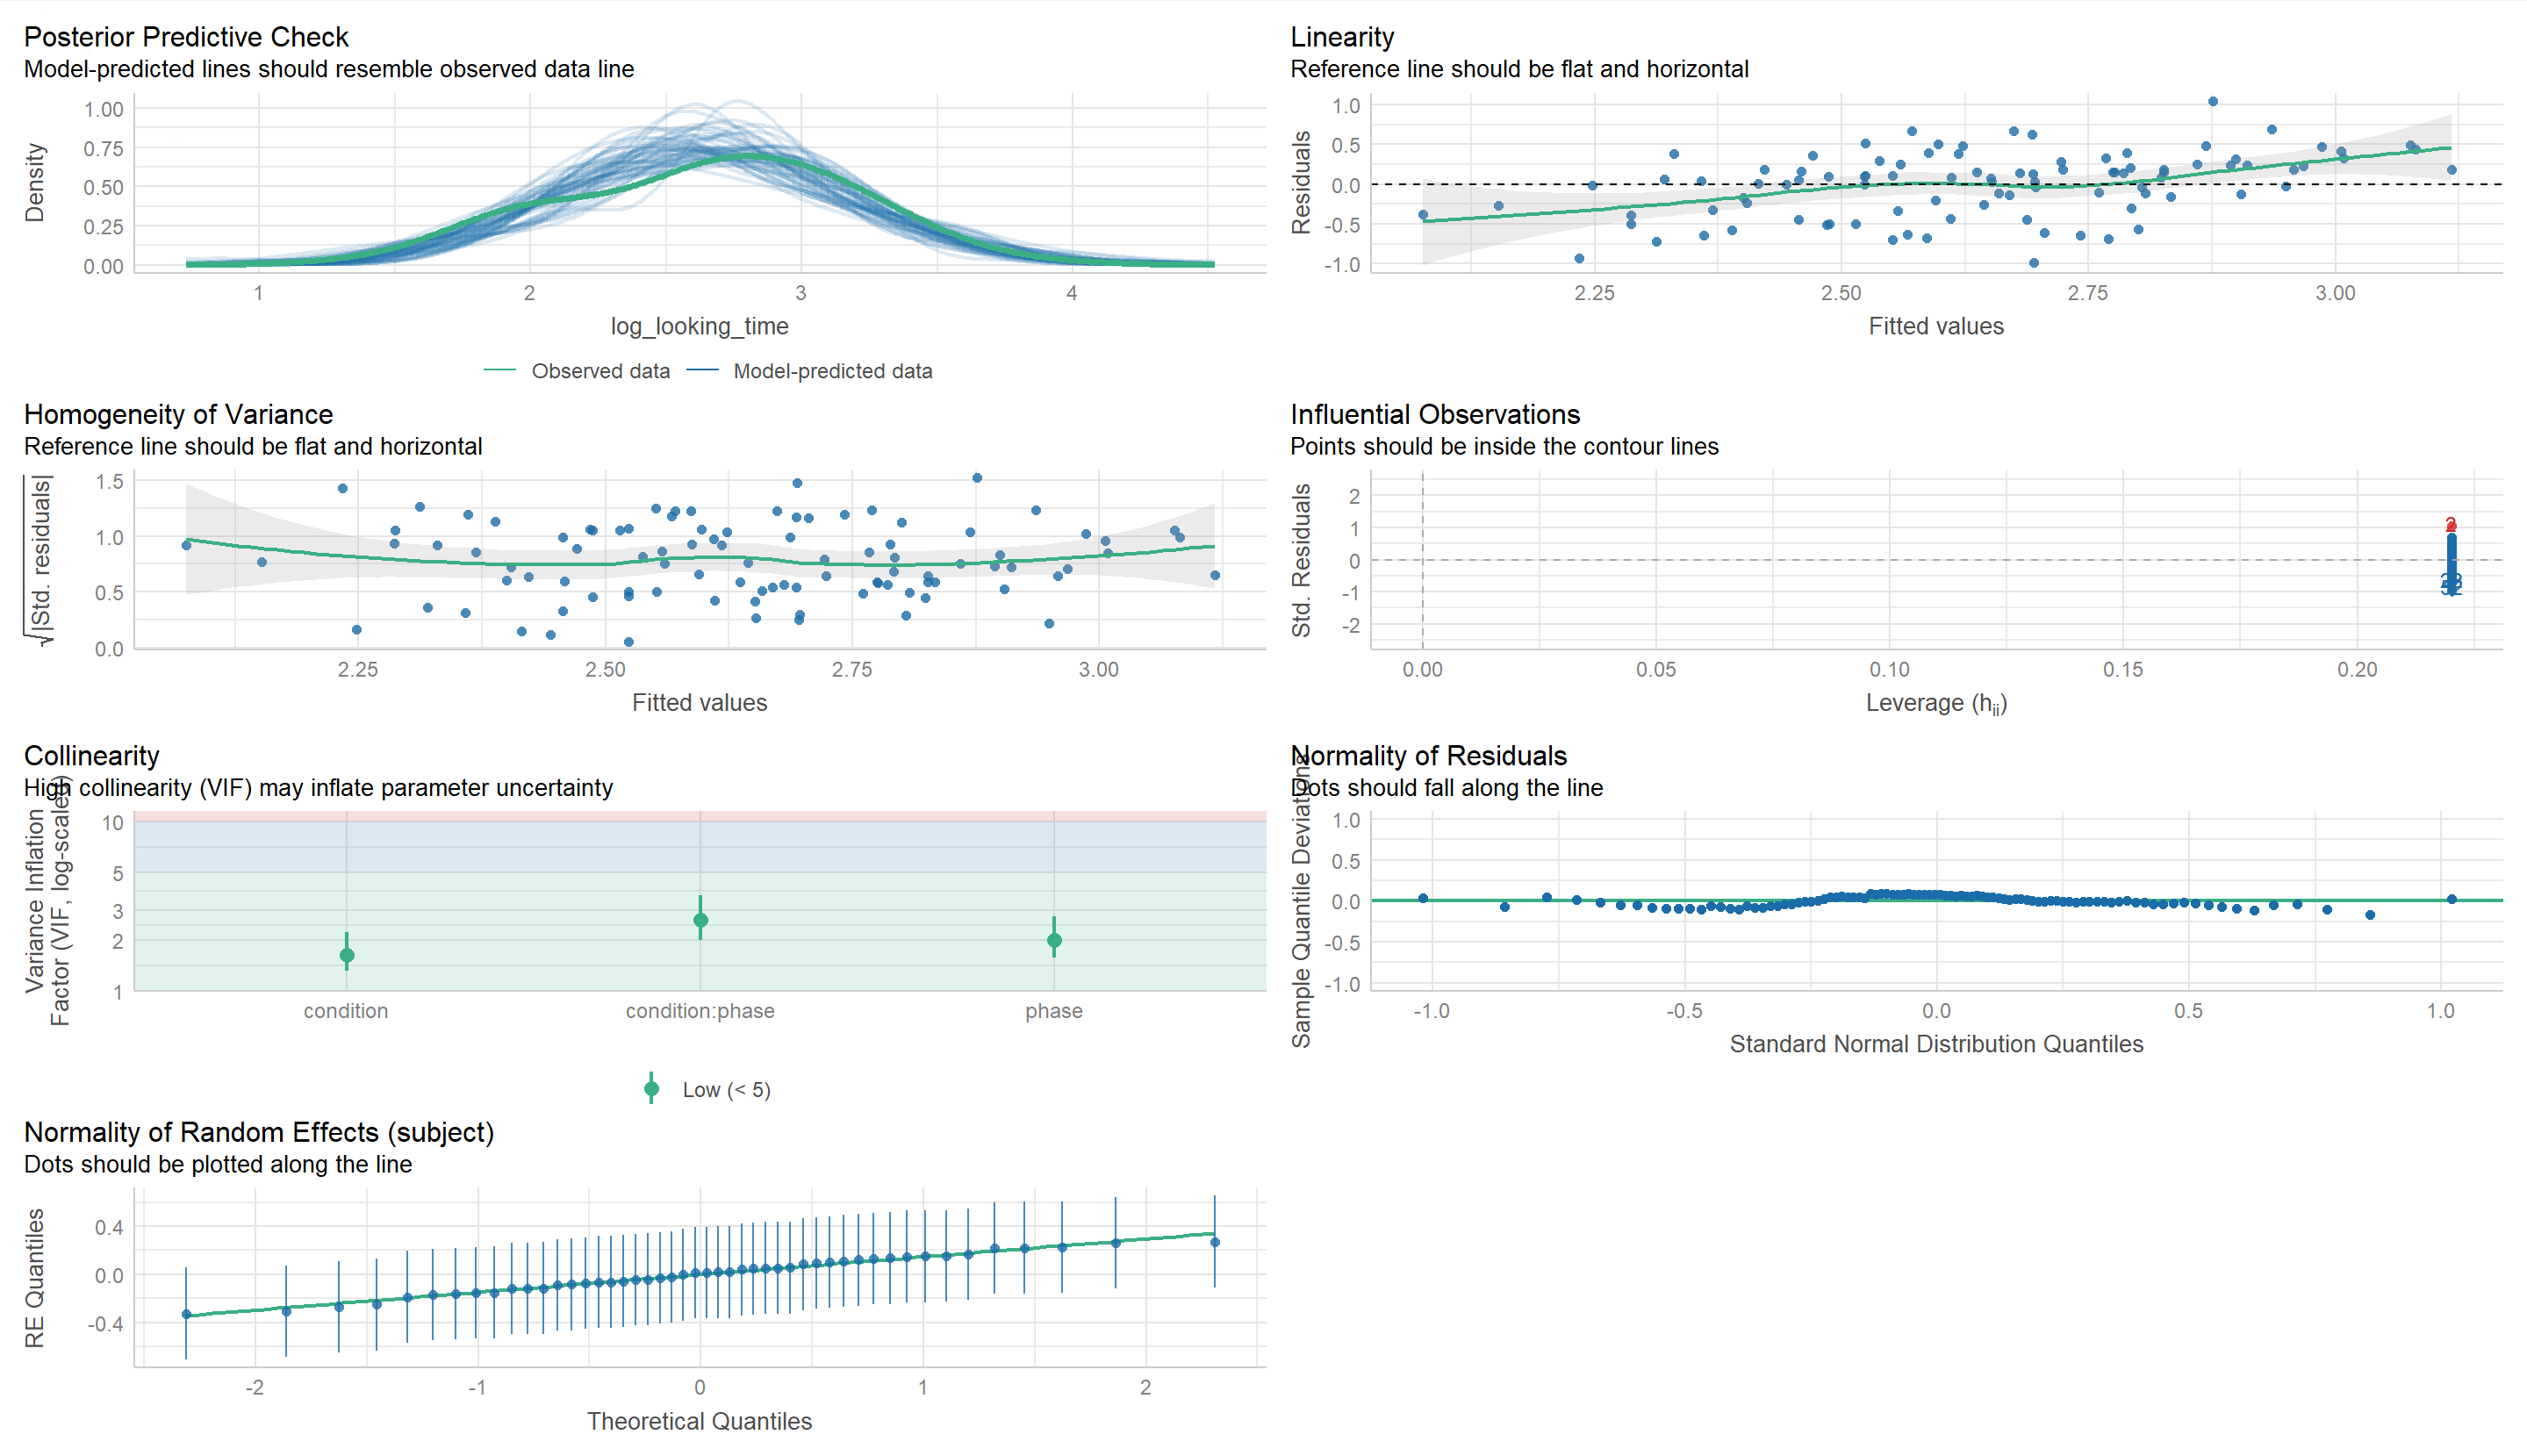 Posterior Predictive Check
Model-predicted lines should resemble observed data line
Density
1.00
0.75
0.50
0.25
0.00
1 2 3 4
log_looking_time
Observed data Model-predicted data
Linearity
Reference line should be flat and horizontal
Residuals
1.0
0.5
0.0
-0.5
-1.0
2.25 2.50 2.75 3.00
Fitted values
Homogeneity of Variance
Reference line should be flat and horizontal
√|Std. residuals|
1.5
1.0
0.5
0.0
2.25 2.50 2.75 3.00
Fitted values
Influential Observations
Points should be inside the contour lines
Std. Residuals
2
1
0
-1
-2
2
0.00 0.05 0.10 0.15 0.20
Leverage (hii)
Collinearity
High collinearity (VIF) may inflate parameter uncertainty
Variance Inflation
Factor (VIF, log-scaled)
10
5
3
2
1
condition condition:phase phase
Low (< 5)
Normality of Residuals
Dots should fall along the line
Sample Quantile Deviations
1.0
0.5
0.0
-0.5
-1.0
-1.0 -0.5 0.0 0.5 1.0
Standard Normal Distribution Quantiles
Normality of Random Effects (subject)
Dots should be plotted along the line
RE Quantiles
0.4
0.0
-0.4
-2 -1 0 1 2
Theoretical Quantiles